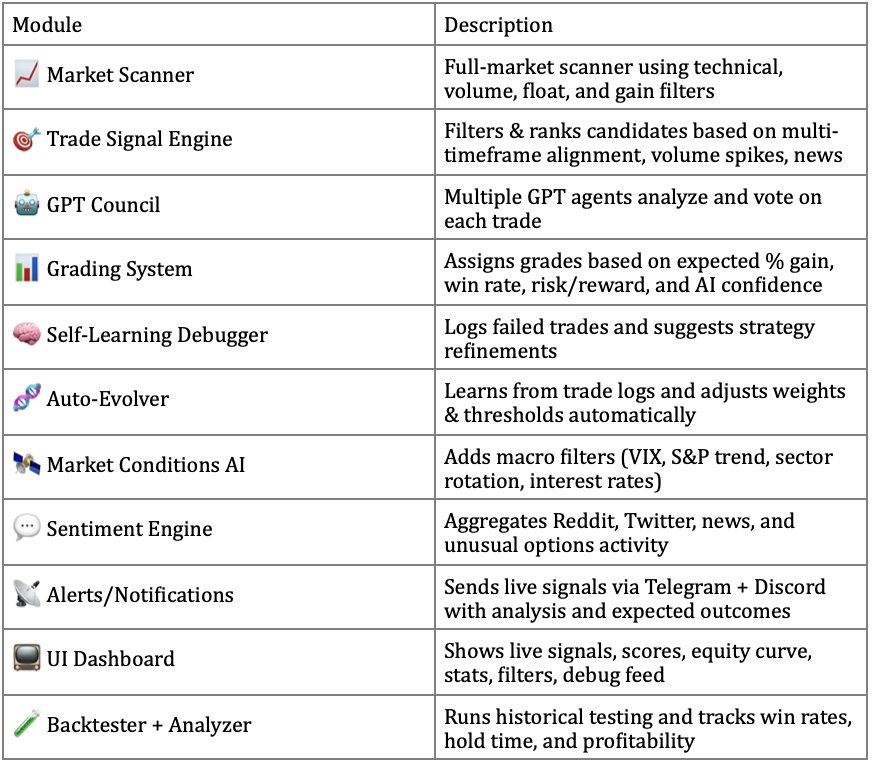 Module
Description
📈 Market Scanner
Full-market scanner using technical,
volume, float, and gain filters
🎯 Trade Signal Engine
Filters & ranks candidates based on multi-
timeframe alignment, volume spikes, news
🤖 GPT Council
Multiple GPT agents analyze and vote on
each trade
📊 Grading System
Assigns grades based on expected % gain,
win rate, risk/reward, and AI confidence
🧠 Self-Learning Debugger
Logs failed trades and suggests strategy
refinements
🧬 Auto-Evolver
Learns from trade logs and adjusts weights
& thresholds automatically
🛰️ Market Conditions AI
Adds macro filters (VIX, S&P trend, sector
rotation, interest rates)
💬 Sentiment Engine
Aggregates Reddit, Twitter, news, and
unusual options activity
📡 Alerts/Notifications
Sends live signals via Telegram + Discord
with analysis and expected outcomes
📺 UI Dashboard
Shows live signals, scores, equity curve,
stats, filters, debug feed
🧪 Backtester + Analyzer
Runs historical testing and tracks win rates,
hold time, and profitability